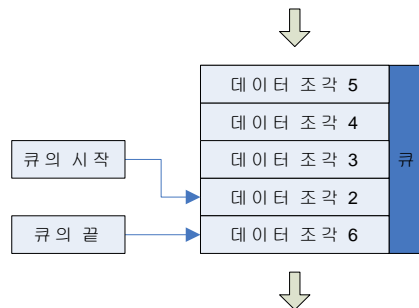 데이터 조각 5
데이터 조각 4
데이터 조각 3
큐의 시작
큐
데이터 조각 2
큐의 끝
데이터 조각 6